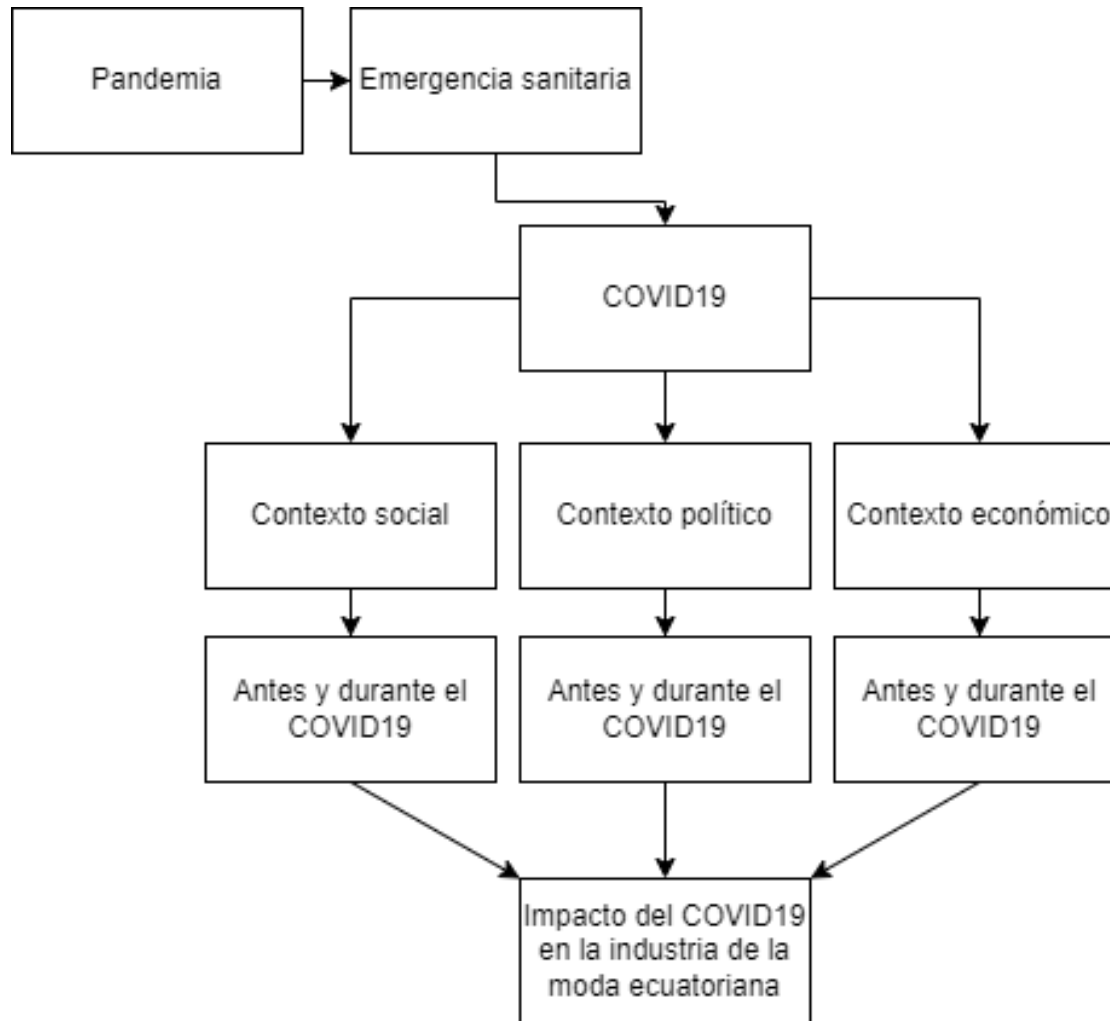 Pandemia
Emergencia sanitaria
COVID19
Contexto social
Contexto político
Contexto económico
Antes y durante el
COVID19
Antes y durante el
COVID19
Antes y durante el
COVID19
Impacto del COVID19
en la industria de la
moda ecuatoriana